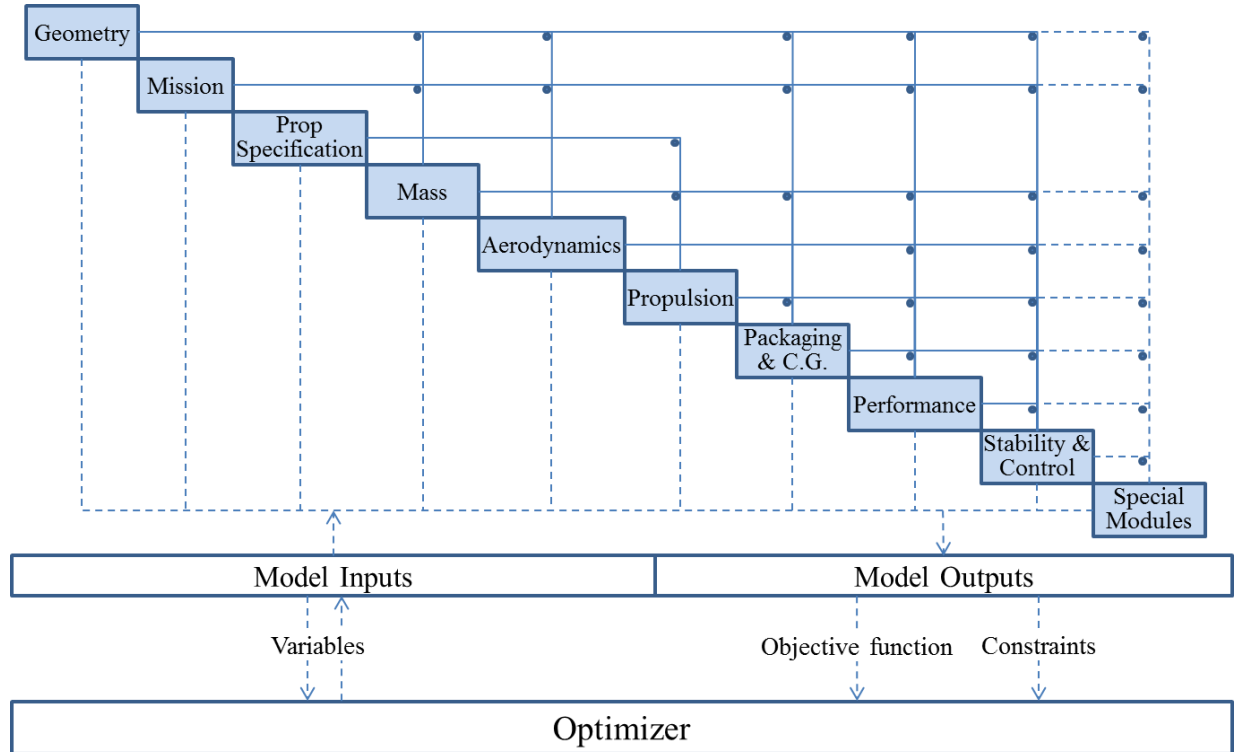 Geometry
Mission
Prop
Specification
Mass
Aerodynamics
Propulsion
Packaging
& C.G.
Performance
Stability &
Control
Special
Modules
Model Inputs
Model Outputs
Variables
Objective function
Constraints
Optimizer